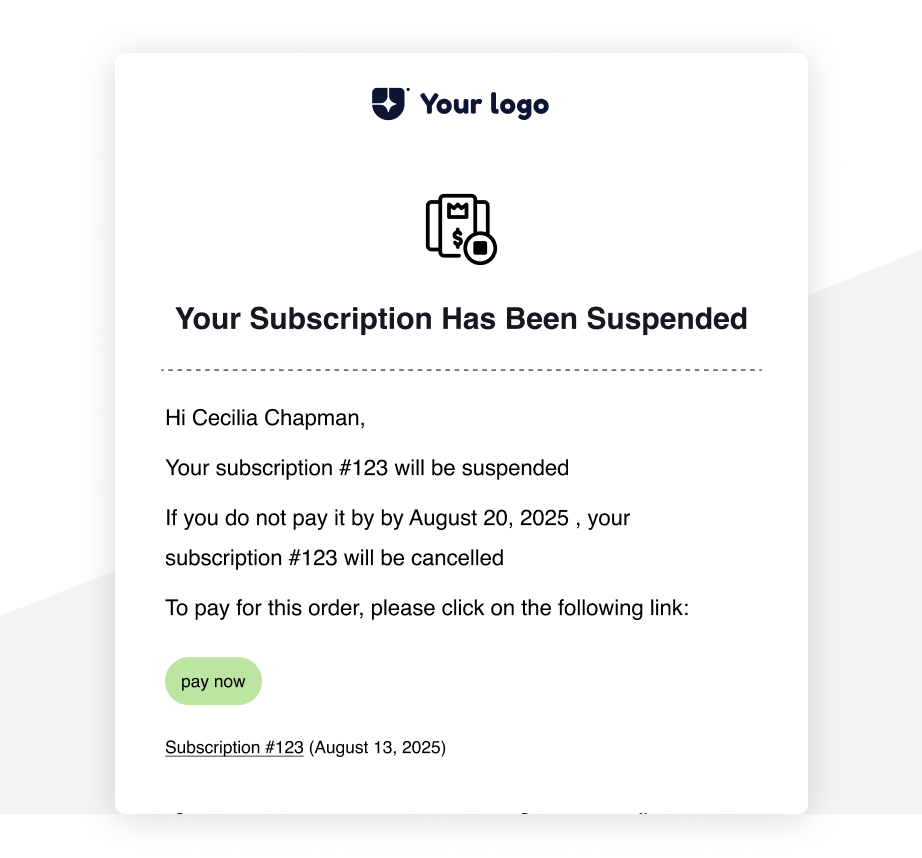 Your logo
$
Your Subscription Has Been Suspended
Hi Cecilia Chapman,
Your subscription #123 will be suspended
If you do not pay it by by August 20, 2025 , your
subscription #123 will be cancelled
To pay for this order, please click on the following link:
pay now
Subscription #123 (August 13, 2025)